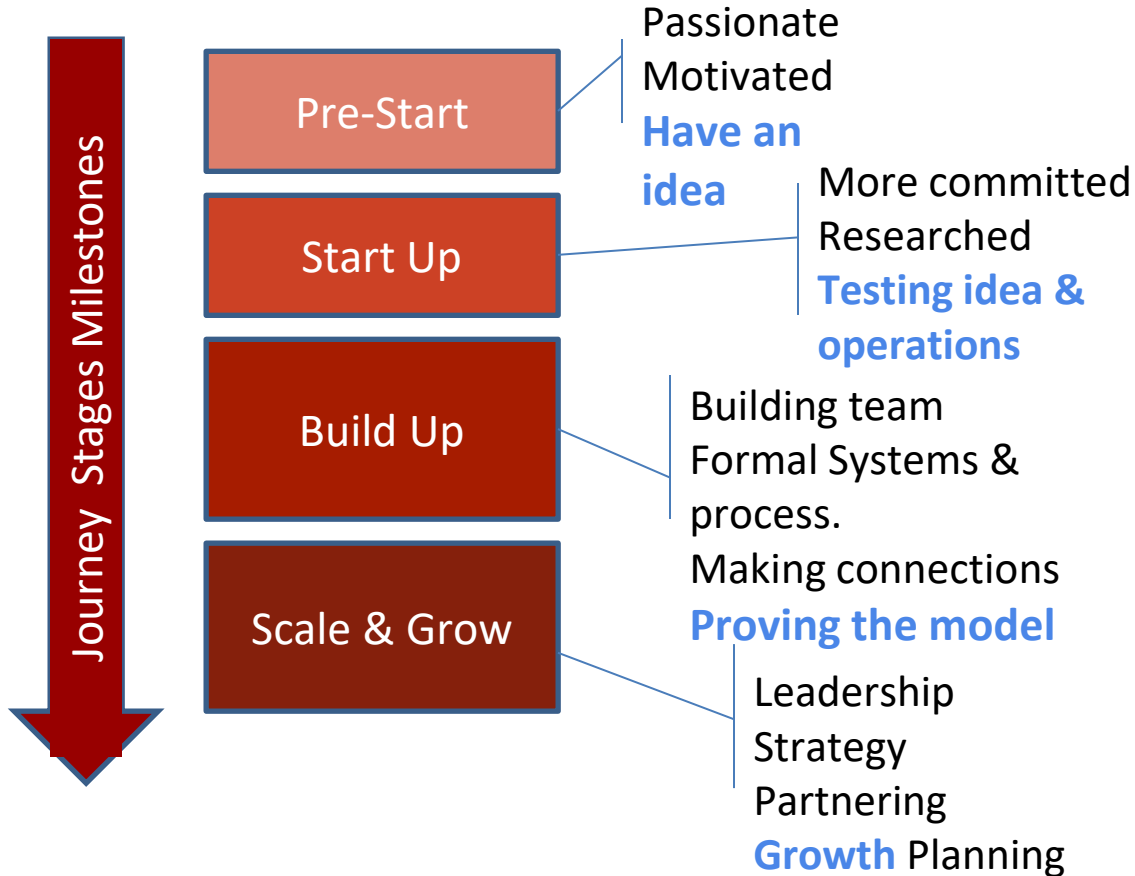 Journey Stages Milestones
Pre-Start
Passionate
Motivated
Have an
idea
Start Up
More committed
Researched
Testing idea &
operations
Build Up
Building team
Formal Systems &
process.
Making connections
Proving the model
Scale & Grow
Leadership
Strategy
Partnering
Growth Planning